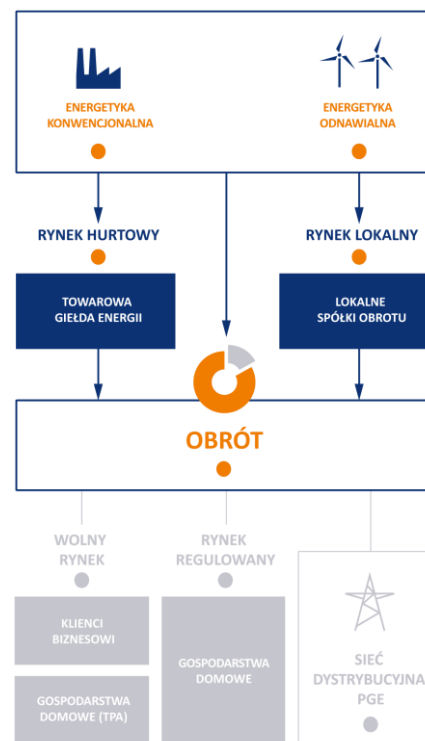 ENERGETYKA
KONWENCJONALNA
ENERGETYKA
ODNAWIALNA
RYNEK HURTOWY
RYNEK LOKALNY
TOWAROWA
GIEŁDA ENERGII
LOKALNE
SPÓŁKI OBROTU
OBRÓT
WOLNY
RYNEK
RYNEK
REGULOWANY
KLIENCI
BIZNESOWI
GOSPODARSTWA
DOMOWE (TPA)
GOSPODARSTWA
DOMOWE
SIEĆ
DYSTRYBUCYJNA
PGE